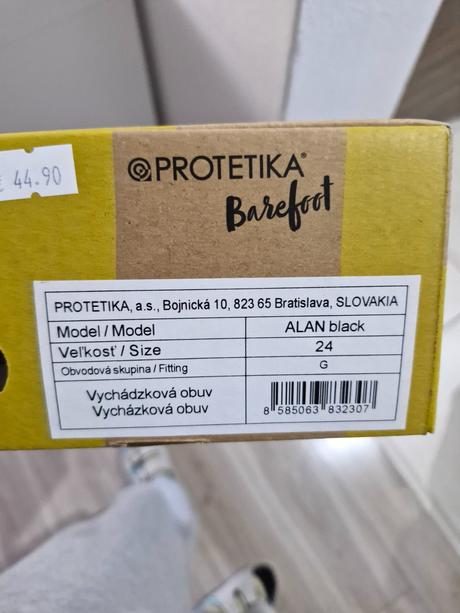 PROTETIKA®
Barefoot
€ 44.90
PROTETIKA, a.s., Bojnická 10, 823 65 Bratislava, SLOVAKIA
Model / Model ALAN black
Veľkosť / Size 24
Obvodová skupina / Fitting G
Vychádzková obuv
Vycházková obuv
8 585063 832307